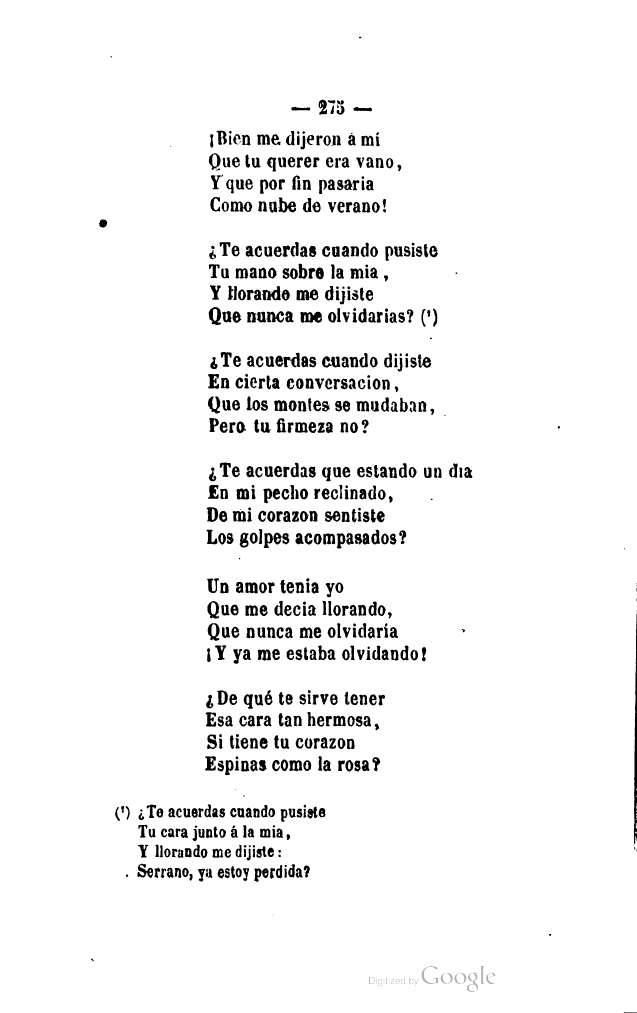 — 275 —
¡Bien me dijeron á mí
Que tu querer era vano,
Y que por fin pasaria
Como nube de verano!
¿Te acuerdas cuando pusiste
Tu mano sobre la mia,
Y llorando me dijiste
Que nunca me olvidarias? (¹)
¿Te acuerdas cuando dijiste
En cierta conversacion,
Que los montes se mudaban,
Pero tu firmeza no?
¿Te acuerdas que estando un dia
En mi pecho reclinado,
De mi corazon sentiste
Los golpes acompasados?
Un amor tenia yo
Que me decia llorando,
Que nunca me olvidaría
¡Y ya me estaba olvidando!
¿De qué te sirve tener
Esa cara tan hermosa,
Si tiene tu corazon
Espinas como la rosa?
(¹) ¿Te acuerdas cuando pusiste
Tu cara junto á la mia,
Y llorando me dijiste:
Serrano, ya estoy perdida?
Digitized by Google